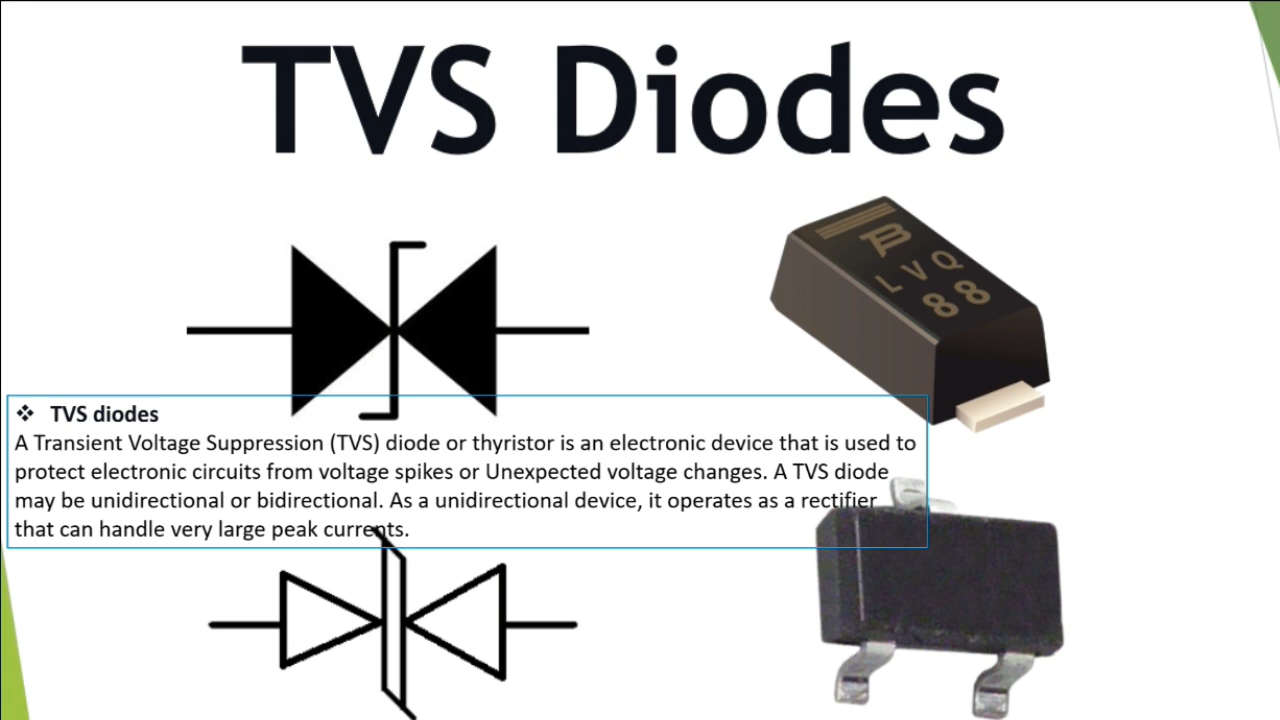 TVS Diodes
B
LVQ
88
❖ TVS diodes
A Transient Voltage Suppression (TVS) diode or thyristor is an electronic device that is used to
protect electronic circuits from voltage spikes or Unexpected voltage changes. A TVS diode
may be unidirectional or bidirectional. As a unidirectional device, it operates as a rectifier
that can handle very large peak currents.